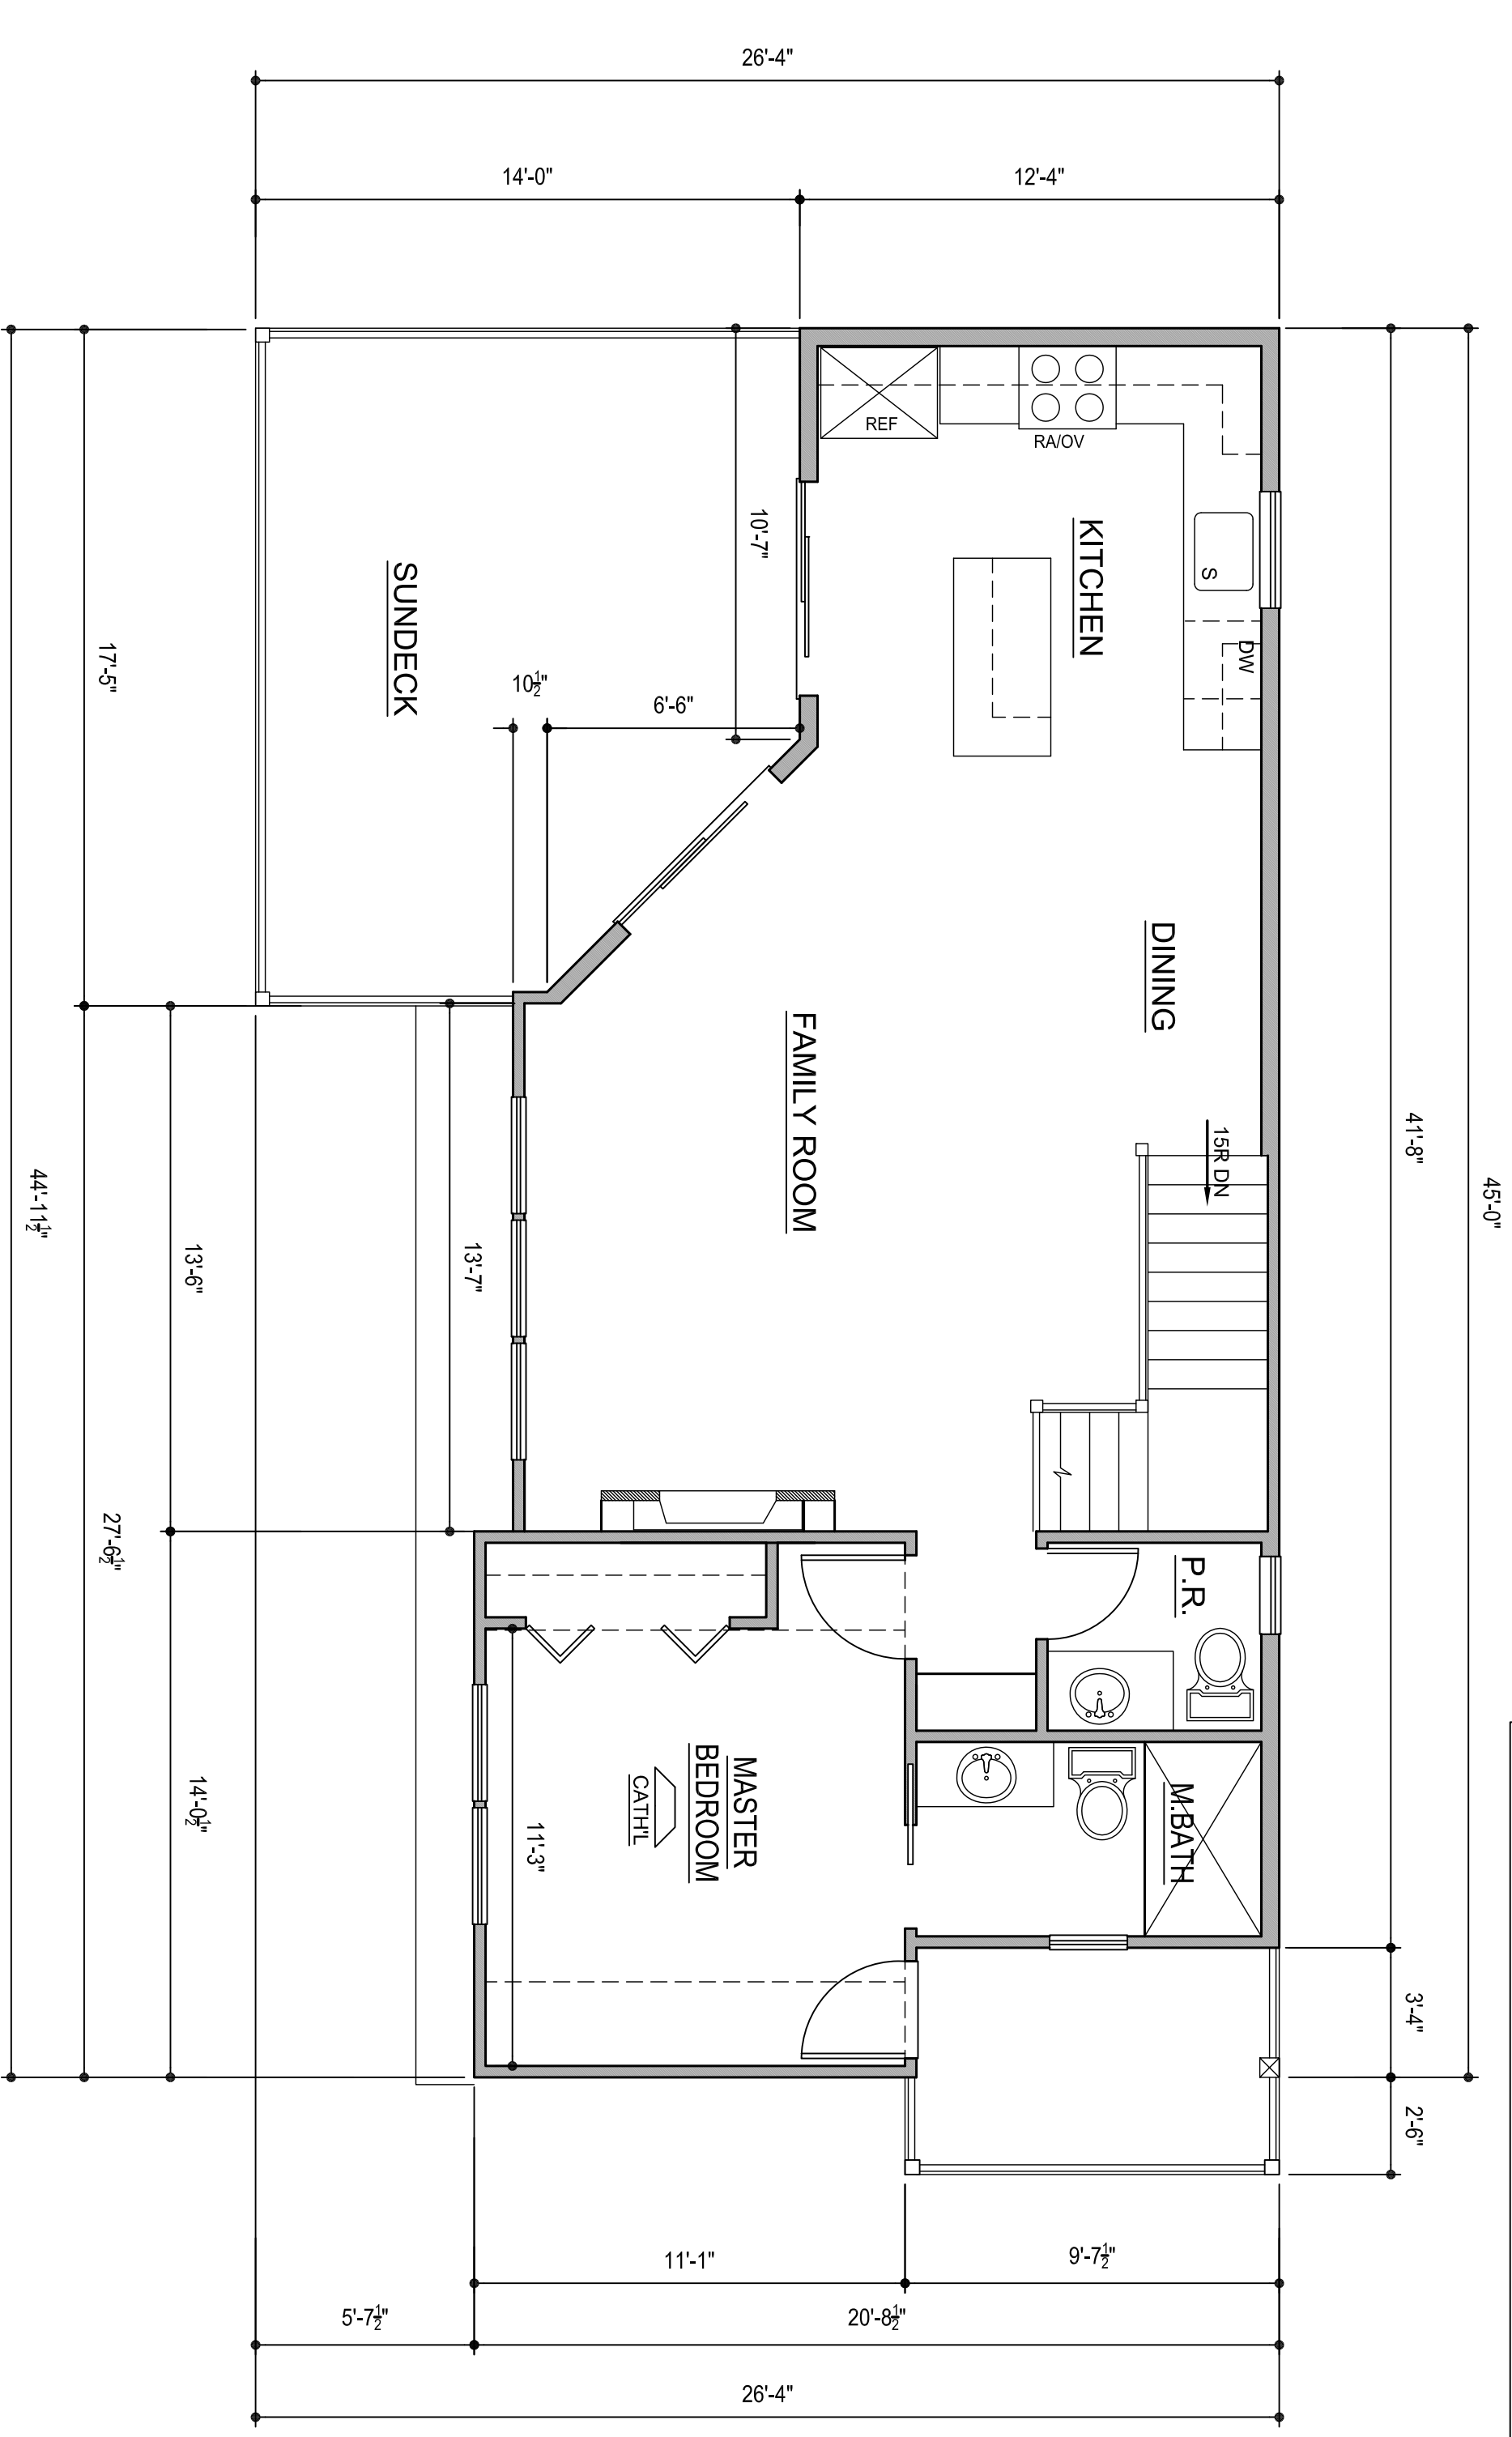 26'-4"
14'-0"
12'-4"
REF
RA/OV
KITCHEN
S
DW
10'-7"
SUNDECK
10½"
6'-6"
17'-5"
DINING
FAMILY ROOM
15R DN
41'-8"
45'-0"
44'-11½"
13'-6"
13'-7"
27'-6½"
P.R.
14'-0½"
11'-3"
MASTER
BEDROOM
CATH'L
M.BATH
3'-4"
2'-6"
11'-1"
9'-7½"
5'-7½"
20'-8½"
26'-4"